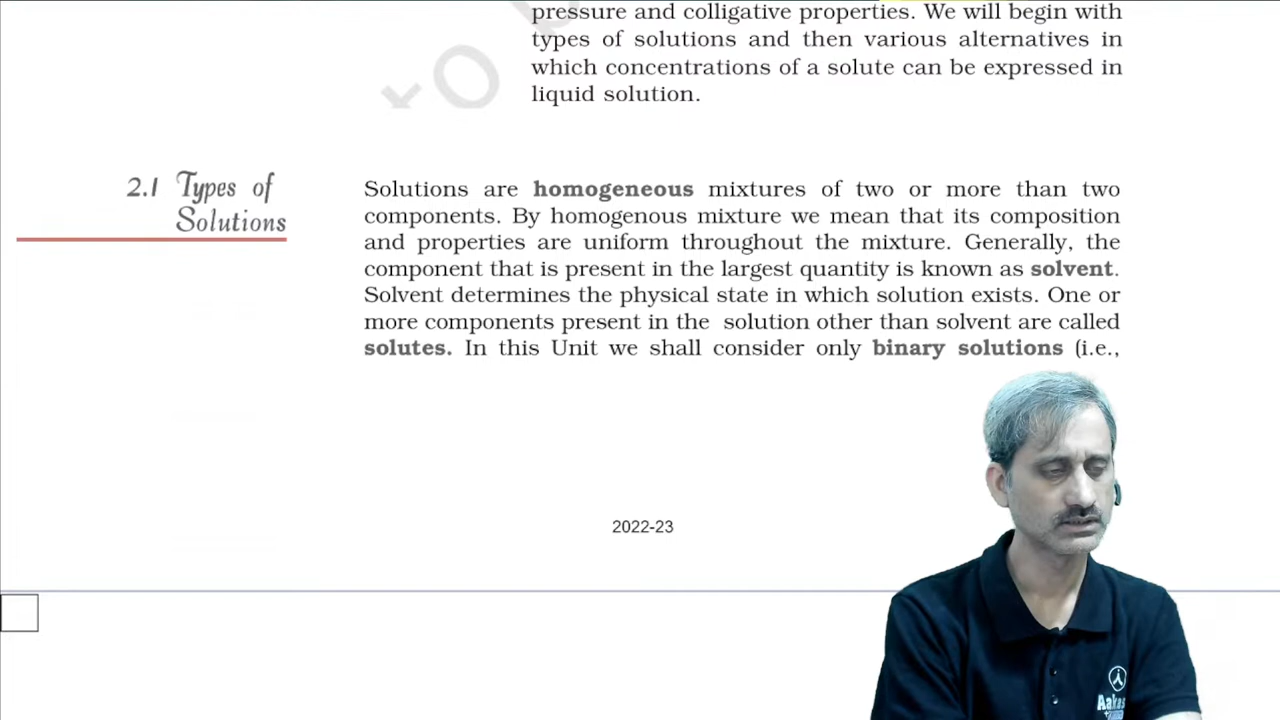 pressure and colligative properties. We will begin with
types of solutions and then various alternatives in
which concentrations of a solute can be expressed in
liquid solution.
2.1 Types of
Solutions
Solutions are homogeneous mixtures of two or more than two
components. By homogenous mixture we mean that its composition
and properties are uniform throughout the mixture. Generally, the
component that is present in the largest quantity is known as solvent.
Solvent determines the physical state in which solution exists. One or
more components present in the solution other than solvent are called
solutes. In this Unit we shall consider only binary solutions (i.e.,
2022-23